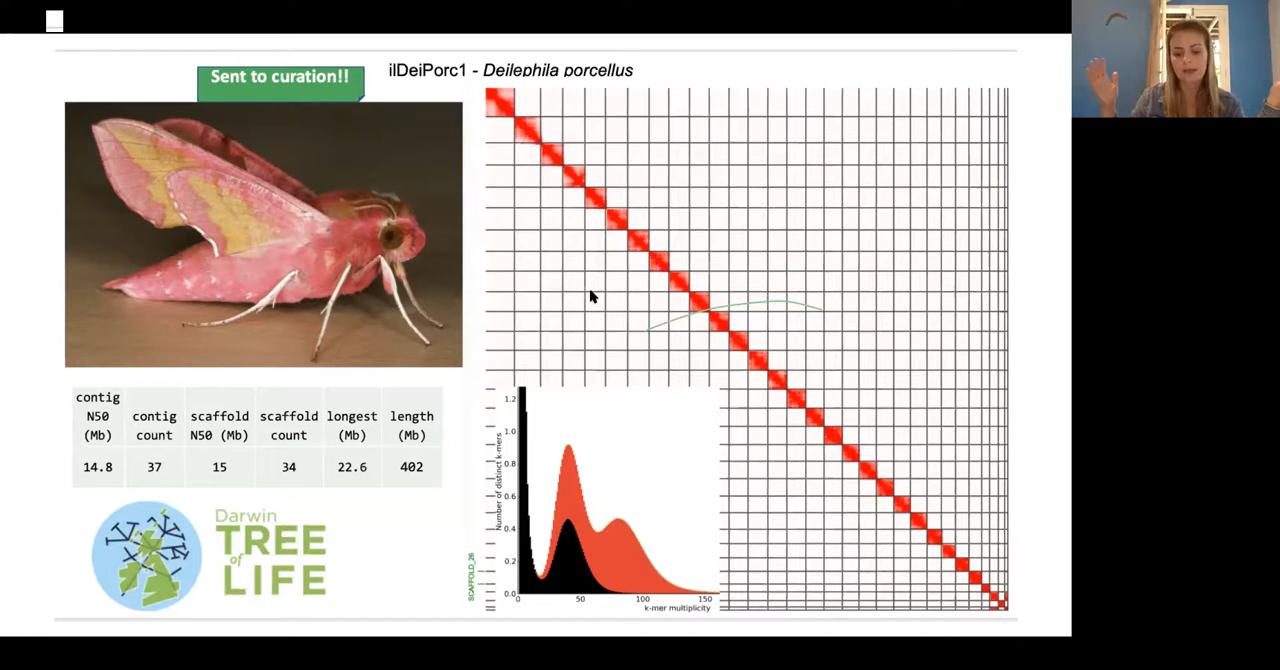 Sent to curation!!
ilDeiPorc1 - Deilephila porcellus
contig
N50
(Mb)
contig
count
scaffold
N50 (Mb)
scaffold
count
longest
(Mb)
length
(Mb)
14.8 37 15 34 22.6 402
Darwin
TREE
of
LIFE
SCAFFOLD_26
Number of distinct k-mers
1.2
1.0
0.8
0.6
0.4
0.2
0.0
0 50 100 150
k-mer multiplicity